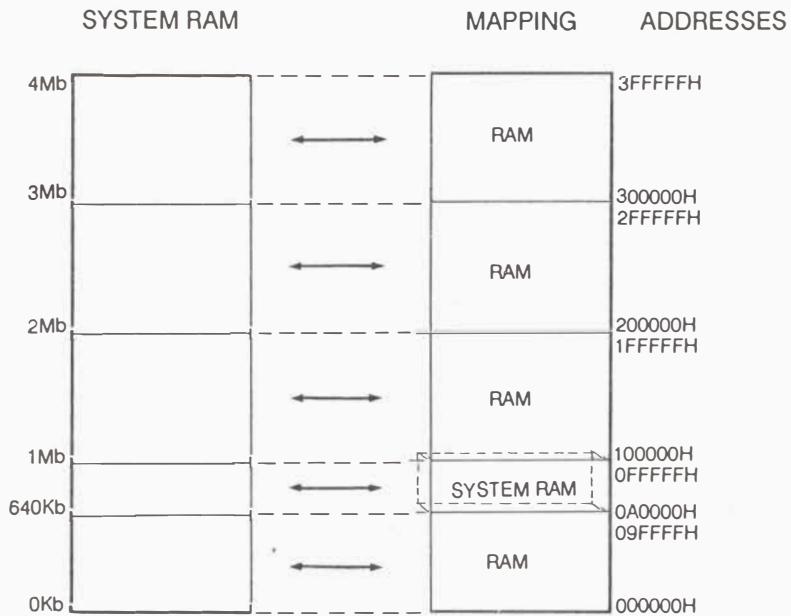 SYSTEM RAM MAPPING ADDRESSES
4Mb 3FFFFFH
RAM
3Mb 300000H
2FFFFFH
RAM
2Mb 200000H
1FFFFFH
RAM
1Mb 100000H
0FFFFFH
SYSTEM RAM
640Kb 0A0000H
09FFFFH
RAM
0Kb 000000H